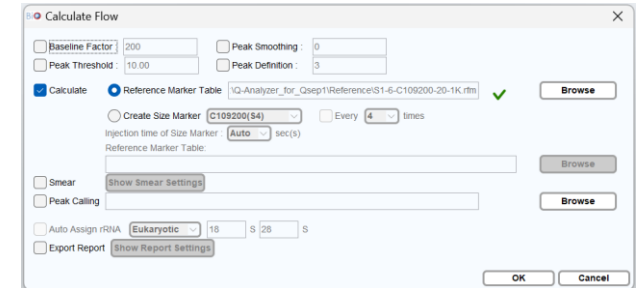 Calculate Flow
Baseline Factor : 200 Peak Smoothing : 0
Peak Threshold : 10.00 Peak Definition : 3
Calculate Reference Marker Table \Q-Analyzer_for_Qsep1\Reference\S1-6-C109200-20-1K.rfm Browse
Create Size Marker C109200(S4) Every 4 times
Injection time of Size Marker : Auto sec(s)
Reference Marker Table:
Browse
Smear Show Smear Settings
Peak Calling Browse
Auto Assign rRNA Eukaryotic 18 S 28 S
Export Report Show Report Settings
OK Cancel